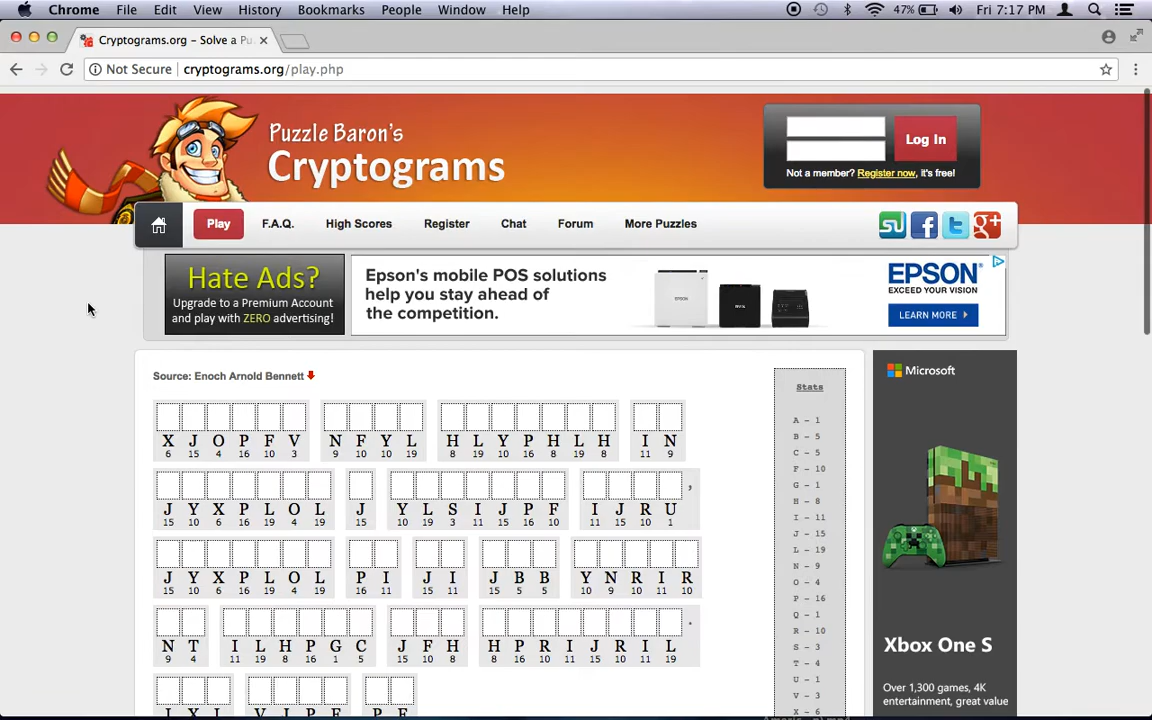 Chrome File Edit View History Bookmarks People Window Help 47% Fri 7:17 PM
Cryptograms.org – Solve a Pu
Not Secure cryptograms.org/play.php
Puzzle Baron's
Cryptograms
Log In
Not a member? Register now, it's free!
Play F.A.Q. High Scores Register Chat Forum More Puzzles
Hate Ads?
Upgrade to a Premium Account
and play with ZERO advertising!
Epson's mobile POS solutions
help you stay ahead of
the competition.
EPSON
EXCEED YOUR VISION
LEARN MORE
Source: Enoch Arnold Bennett
X J O P F V N F Y L H L Y P H L H I N
6 15 4 16 10 3 9 10 10 19 8 19 10 16 8 19 8 11 9
J Y X P L O L J Y L S I J P F I J R U ,
15 10 6 16 19 4 19 15 10 19 3 11 15 16 10 11 15 10 1
J Y X P L O L P I J I J B B Y N R I R
15 10 6 16 19 4 19 16 11 15 11 15 5 5 10 9 10 11 10
N T I L H P G C J F H H P R I J R I L .
9 4 11 19 8 16 1 5 15 10 8 8 16 10 11 15 10 11 19
Stats
A - 1
B - 5
C - 5
F - 10
G - 1
H - 8
I - 11
J - 15
L - 19
N - 9
O - 4
P - 16
Q - 1
R - 10
S - 3
T - 4
U - 1
V - 3
X - 6
Microsoft
XBOX
Xbox One S
Over 1,300 games, 4K
entertainment, great value